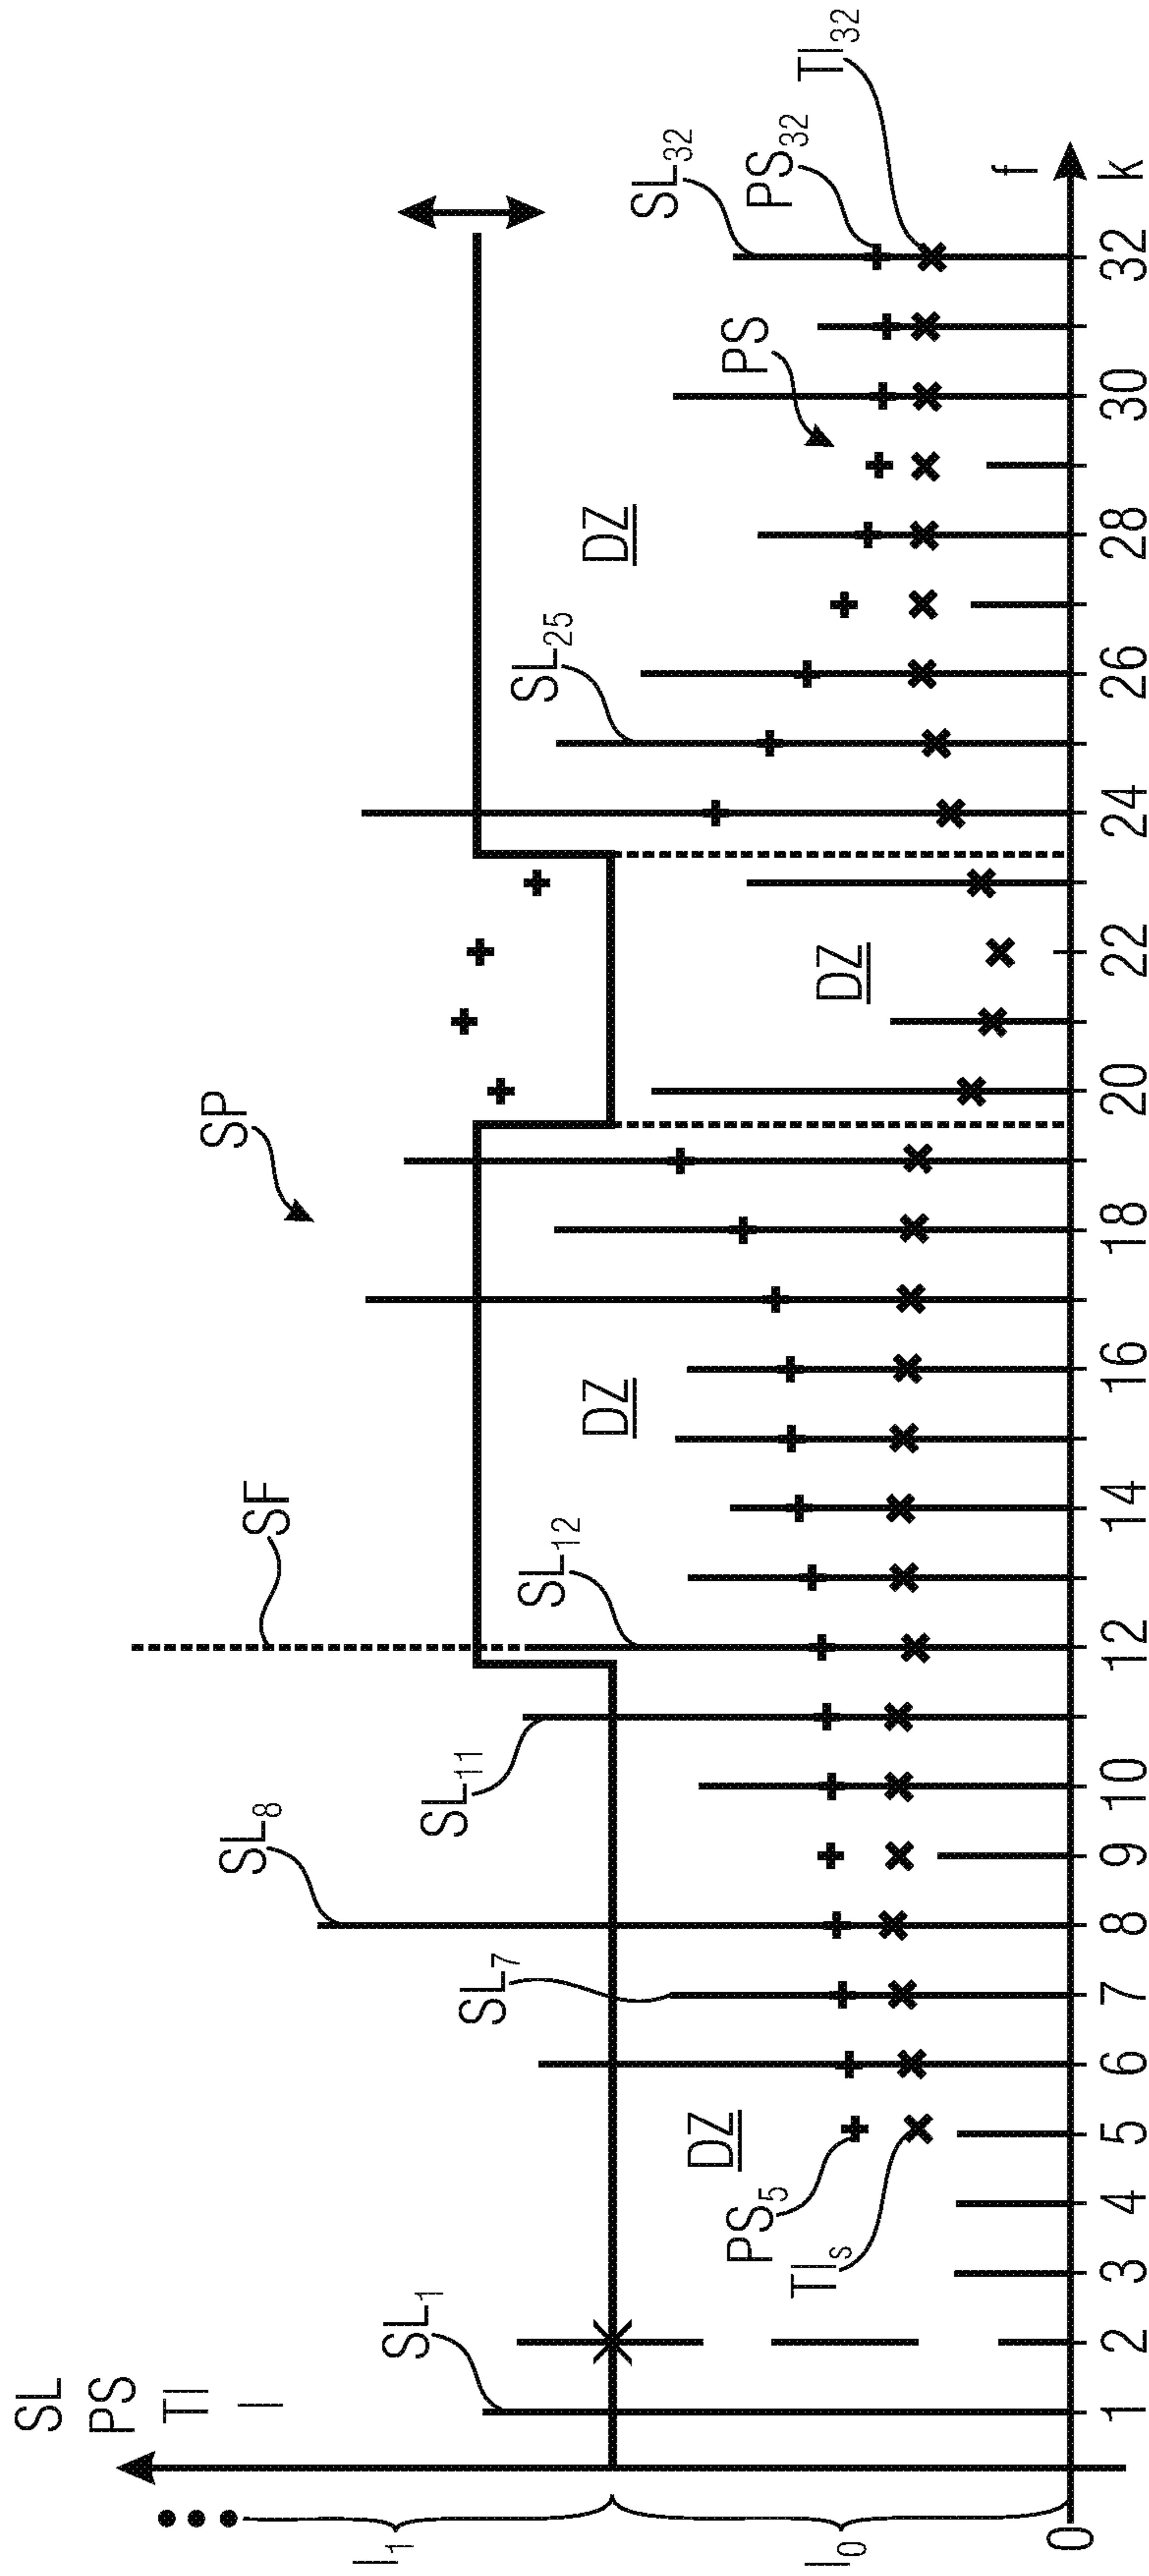 SL
PS
TI
I
SL₁
SL₇
SL₈
SL₁₁
SF
SL₁₂
SP
SL₂₅
SL₃₂
PS₃₂
TI₃₂
PS
DZ
DZ
DZ
DZ
PS₅
TIₛ
I₁
I₀
0
1 2 3 4 5 6 7 8 9 10 12 14 16 18 20 22 24 26 28 30 32
f
k